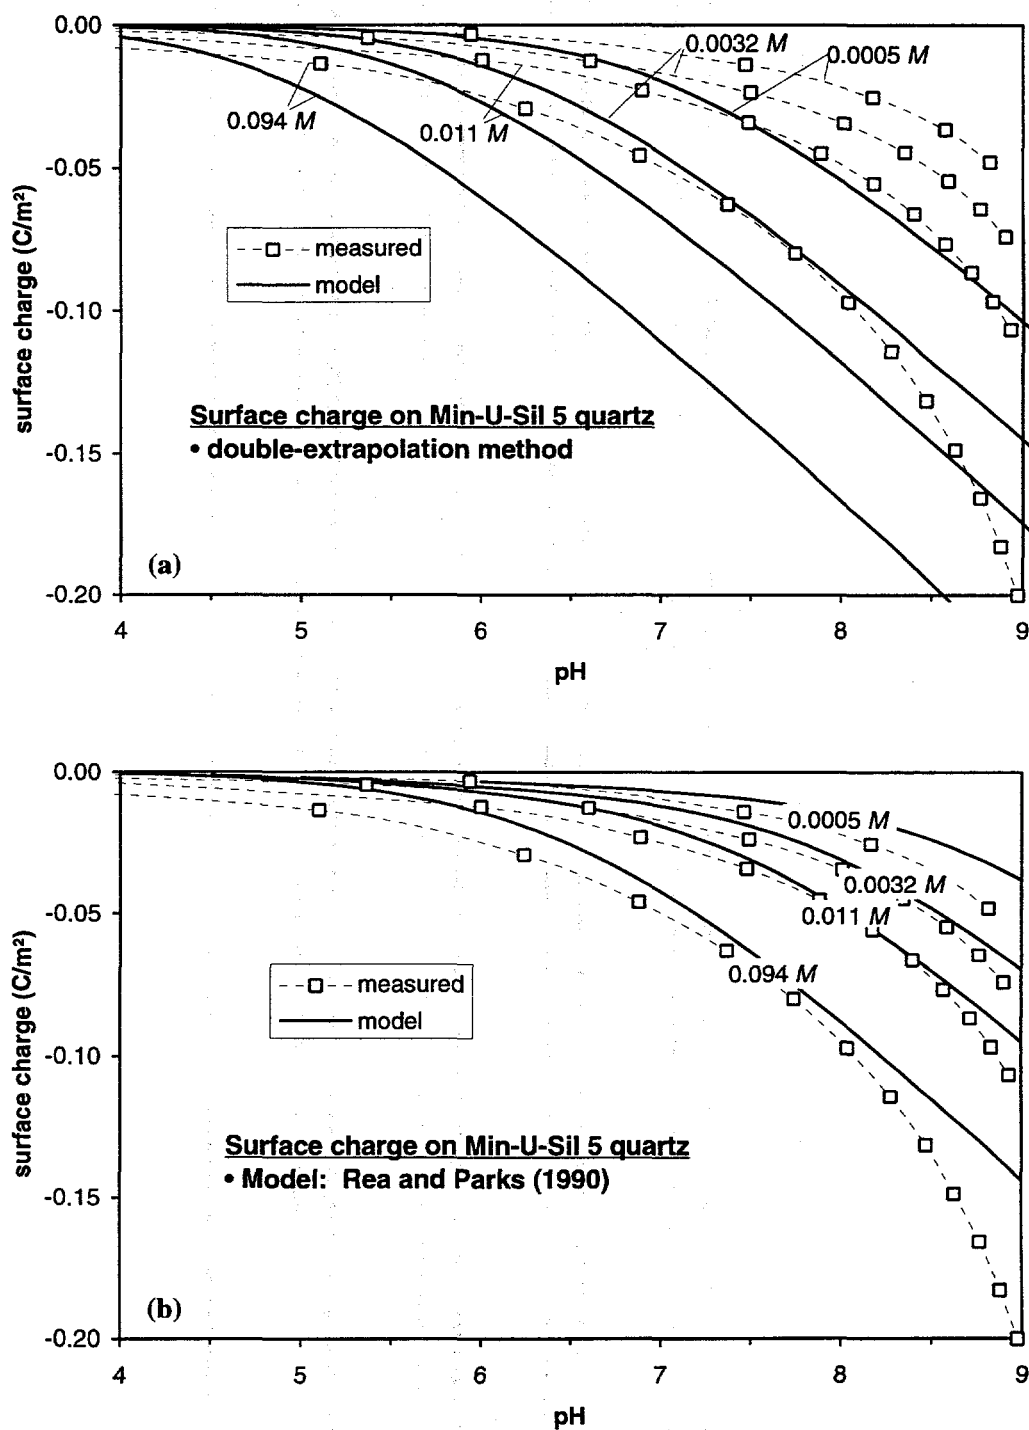 0.00
0.0032 M
0.0005 M
0.094 M
0.011 M
-0.05
measured
model
-0.10
surface charge (C/m²)
Surface charge on Min-U-Sil 5 quartz
• double-extrapolation method
-0.15
(a)
-0.20
4 5 6 7 8 9
pH
0.00
0.0005 M
0.0032 M
0.011 M
-0.05
0.094 M
measured
model
surface charge (C/m²)
-0.10
Surface charge on Min-U-Sil 5 quartz
• Model: Rea and Parks (1990)
-0.15
(b)
-0.20
4 5 6 7 8 9
pH